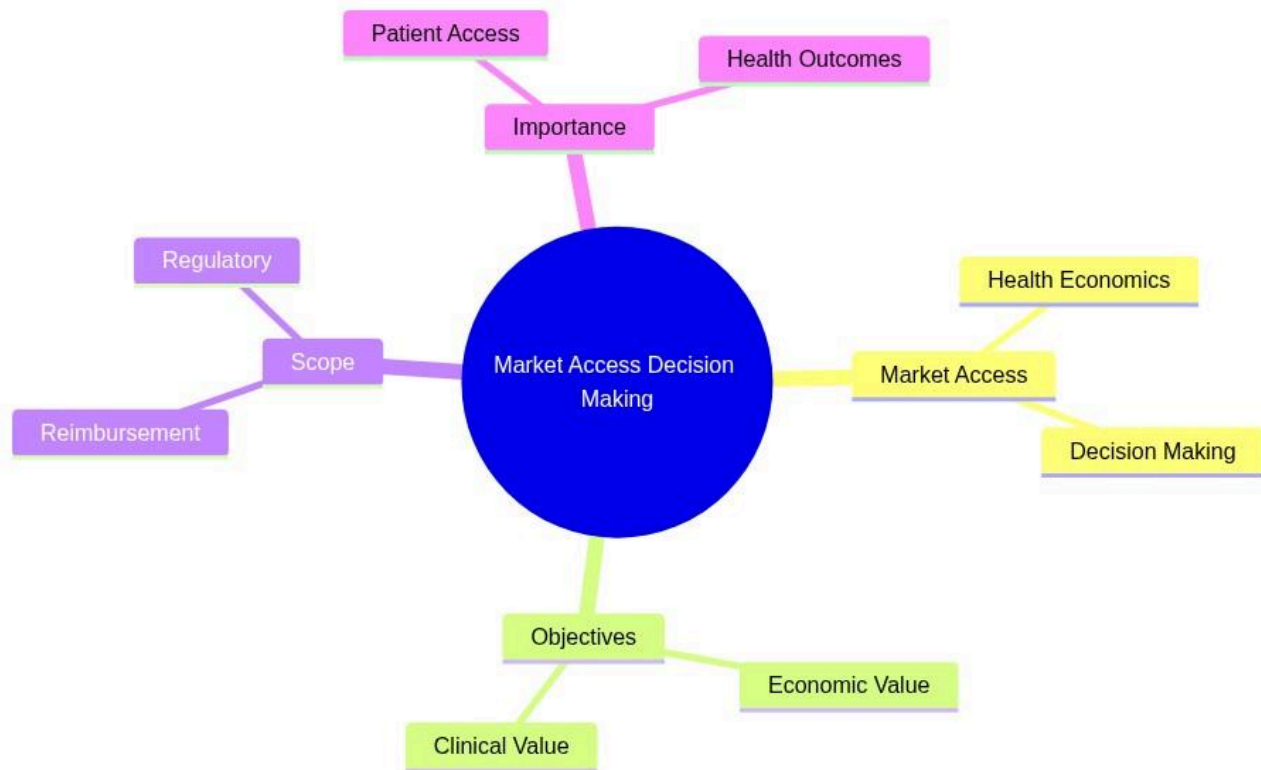 Patient Access
Health Outcomes
Importance
Regulatory
Health Economics
Scope
Market Access Decision
Making
Market Access
Reimbursement
Decision Making
Objectives
Economic Value
Clinical Value